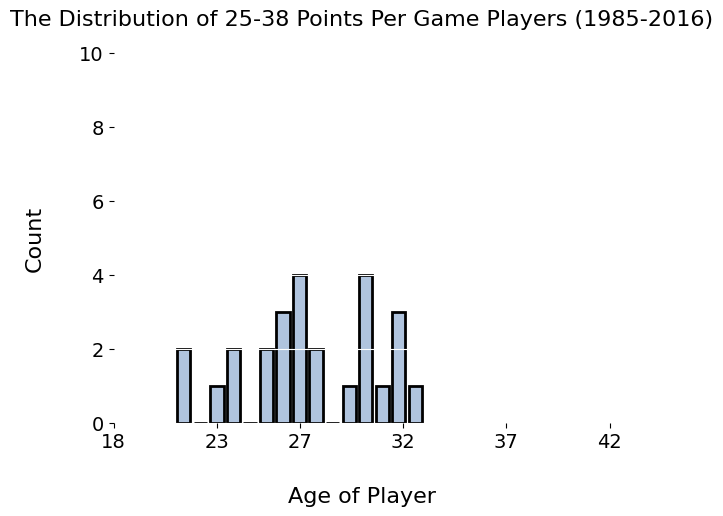 The Distribution of 25-38 Points Per Game Players (1985-2016)
10
8
6
4
2
0
Count
18 23 27 32 37 42
Age of Player